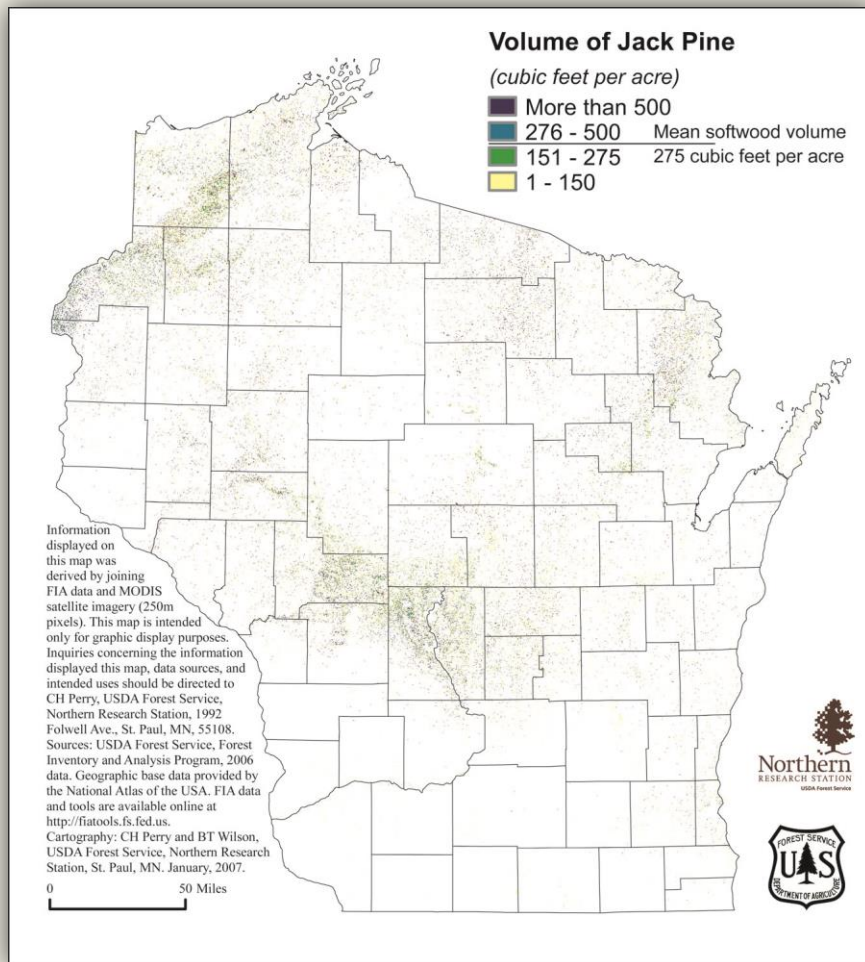 Volume of Jack Pine
(cubic feet per acre)
More than 500
276 - 500 Mean softwood volume
151 - 275 275 cubic feet per acre
1 - 150
Information
displayed on
this map was
derived by joining
FIA data and MODIS
satellite imagery (250m
pixels). This map is intended
only for graphic display purposes.
Inquiries concerning the information
displayed this map, data sources, and
intended uses should be directed to
CH Perry, USDA Forest Service,
Northern Research Station, 1992
Folwell Ave., St. Paul, MN, 55108.
Sources: USDA Forest Service, Forest
Inventory and Analysis Program, 2006
data. Geographic base data provided by
the National Atlas of the USA. FIA data
and tools are available online at
http://fiatools.fs.fed.us.
Cartography: CH Perry and BT Wilson,
USDA Forest Service, Northern Research
Station, St. Paul, MN. January, 2007.
0 50 Miles
Northern
RESEARCH STATION
USDA Forest Service
FOREST SERVICE
U S
DEPARTMENT OF AGRICULTURE